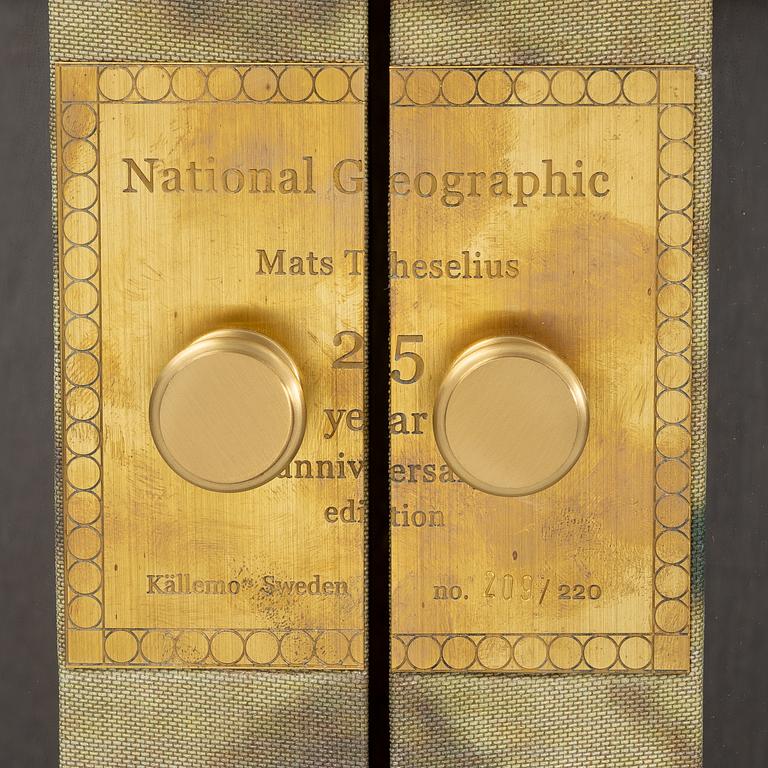 National Geographic
Mats Theselius
25
year
anniversary
edition
Källemo Sweden no. 209/220